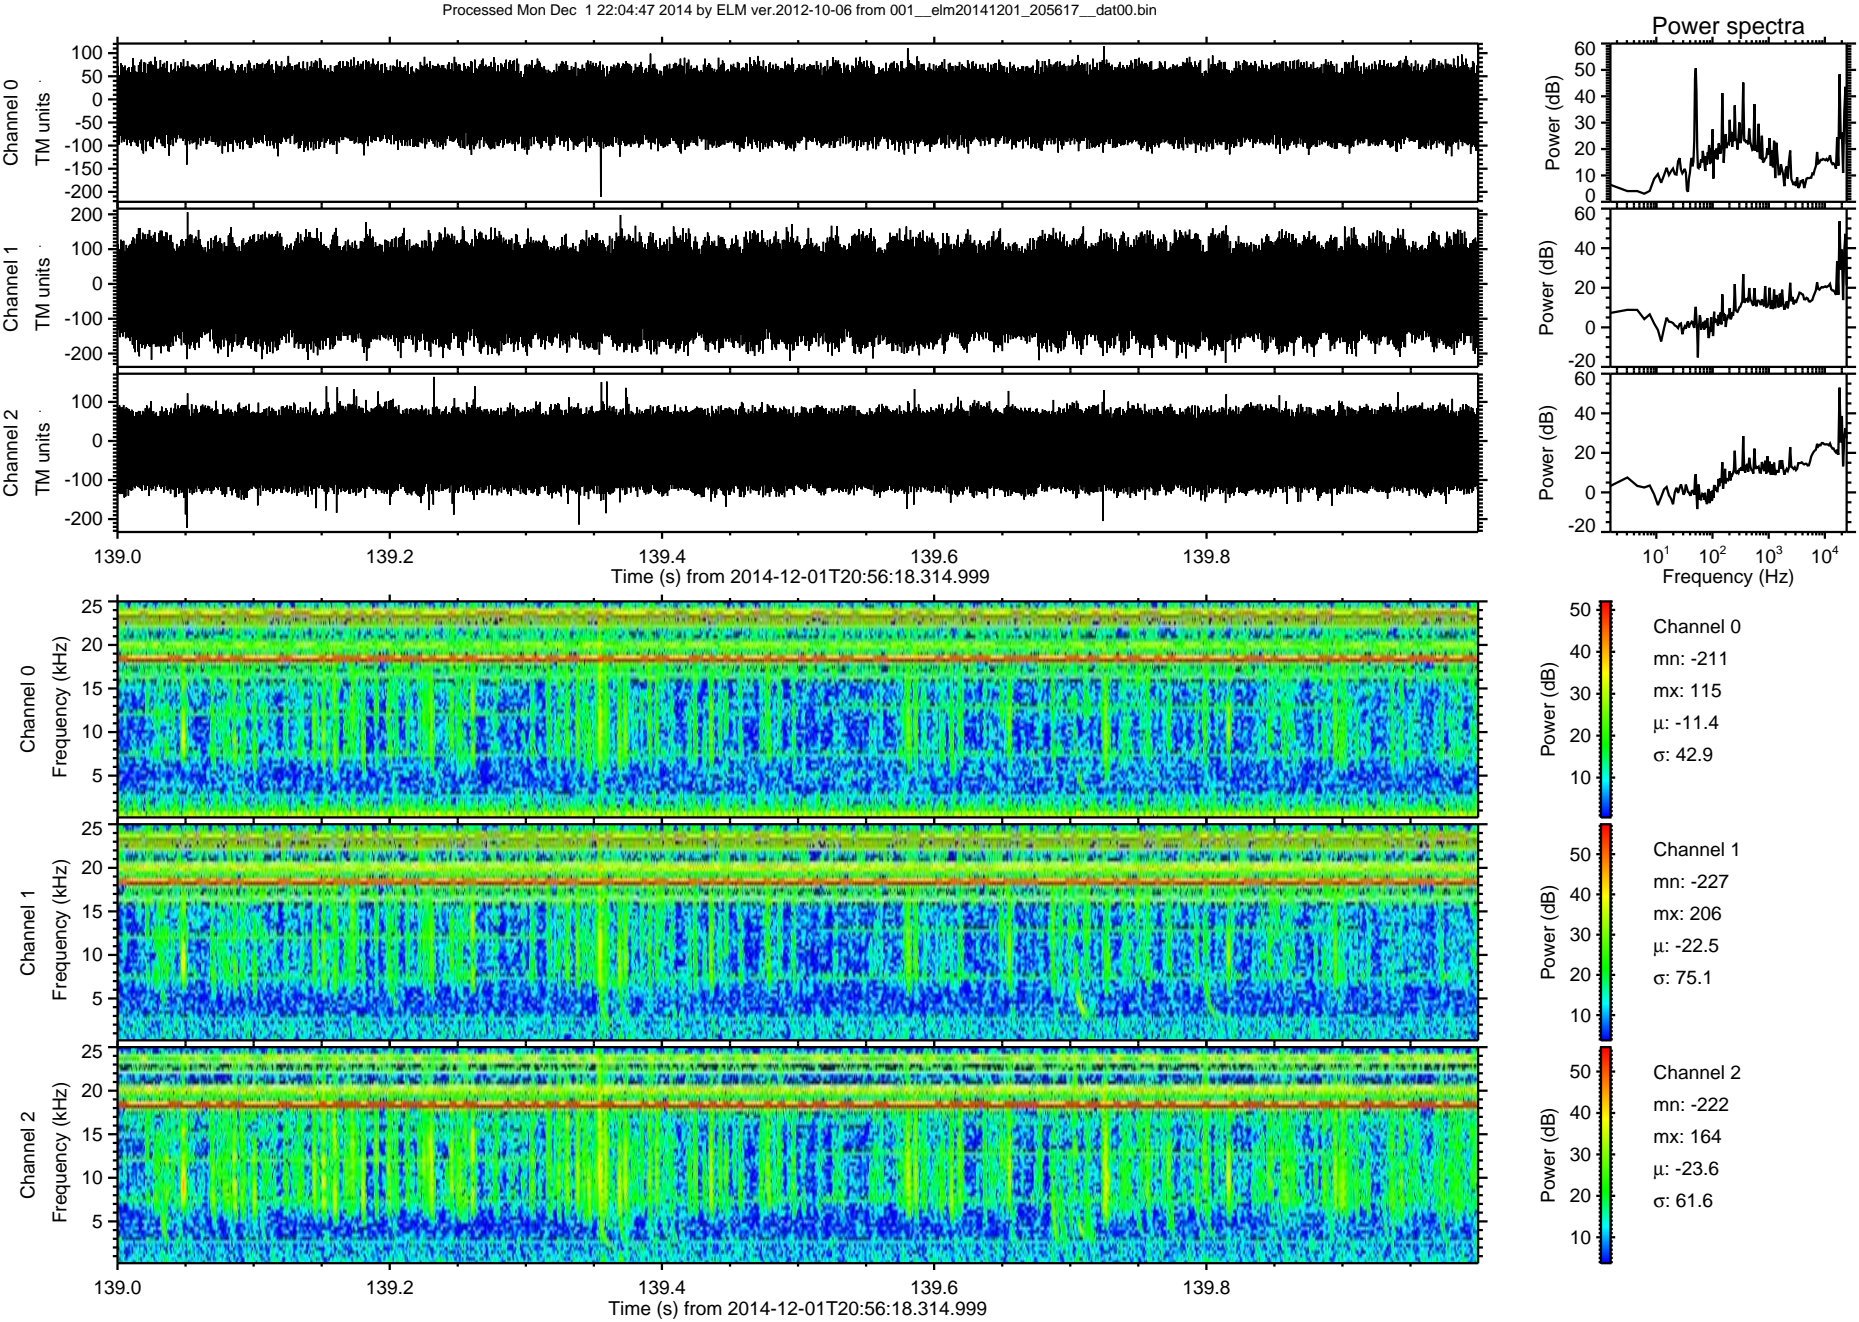 Processed Mon Dec  1 22:04:47 2014 by ELM ver.2012-10-06 from 001__elm20141201_205617__dat00.bin
Power spectra
Channel 0
TM units
100
50
0
-50
-100
-150
-200
Power (dB)
60
50
40
30
20
10
0
Channel 1
TM units
200
100
0
-100
-200
Power (dB)
60
40
20
0
-20
Channel 2
TM units
100
0
-100
-200
Power (dB)
60
40
20
0
-20
139.0 139.2 139.4 139.6 139.8
Time (s) from 2014-12-01T20:56:18.314.999
10^1 10^2 10^3 10^4
Frequency (Hz)
Channel 0
Frequency (kHz)
25
20
15
10
5
Power (dB)
50
40
30
20
10
Channel 0
mn: -211
mx: 115
μ: -11.4
σ: 42.9
Channel 1
Frequency (kHz)
25
20
15
10
5
Power (dB)
50
40
30
20
10
Channel 1
mn: -227
mx: 206
μ: -22.5
σ: 75.1
Channel 2
Frequency (kHz)
25
20
15
10
5
Power (dB)
50
40
30
20
10
Channel 2
mn: -222
mx: 164
μ: -23.6
σ: 61.6
139.0 139.2 139.4 139.6 139.8
Time (s) from 2014-12-01T20:56:18.314.999